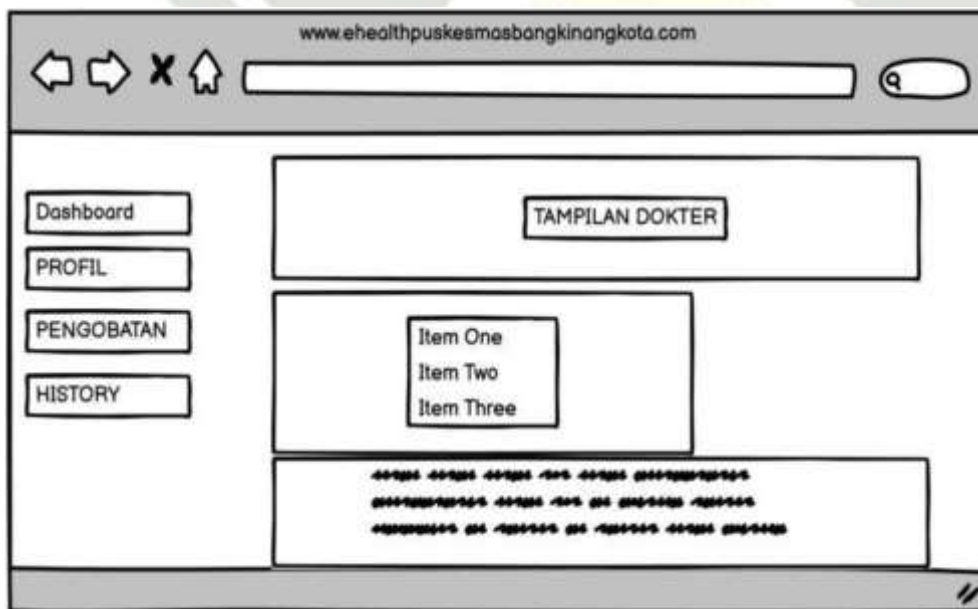 www.ehealthpuskesmasbangkinangkota.com
Dashboard
PROFIL
PENGOBATAN
HISTORY
TAMPILAN DOKTER
Item One
Item Two
Item Three